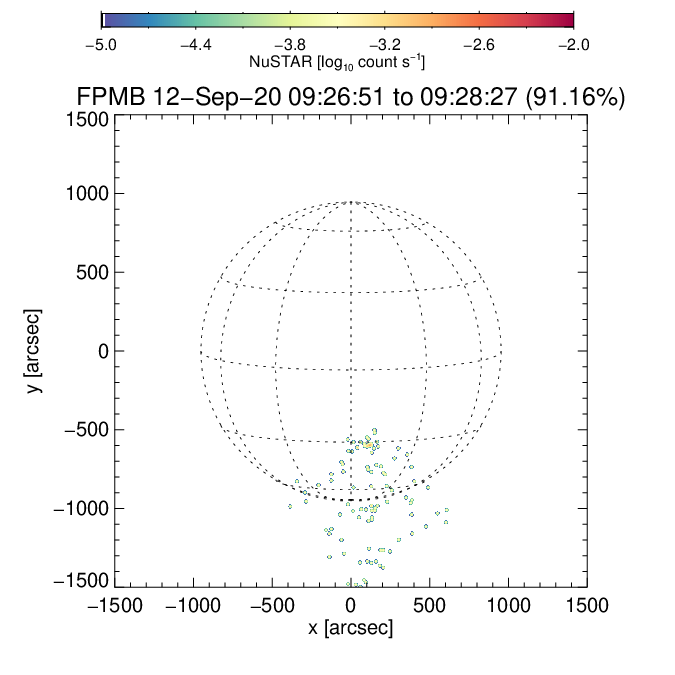 −5.0 −4.4 −3.8 −3.2 −2.6 −2.0
NuSTAR [log₁₀ count s⁻¹]
FPMB 12−Sep−20 09:26:51 to 09:28:27 (91.16%)
1500
1000
500
0
−500
−1000
−1500
y [arcsec]
−1500 −1000 −500 0 500 1000 1500
x [arcsec]